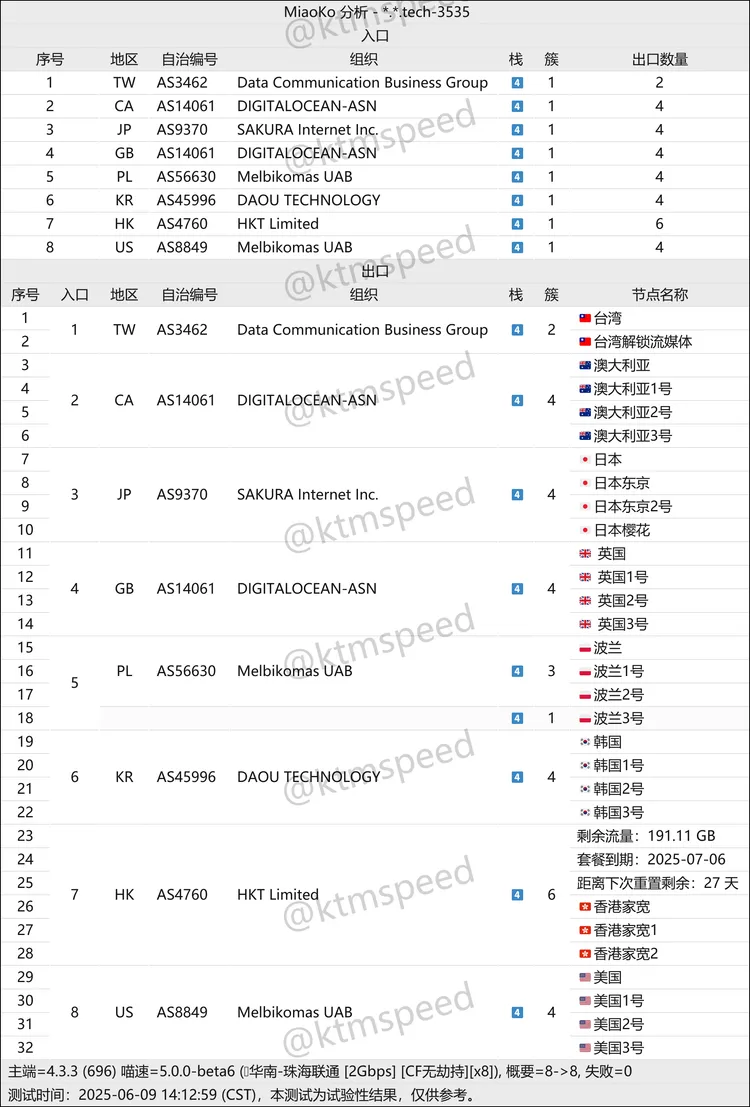 MiaoKo 分析 - *.*.tech-3535
入口
序号 地区 自治编号 组织 栈 簇 出口数量
1 TW AS3462 Data Communication Business Group 4 1 2
2 CA AS14061 DIGITALOCEAN-ASN 4 1 4
3 JP AS9370 SAKURA Internet Inc. 4 1 4
4 GB AS14061 DIGITALOCEAN-ASN 4 1 4
5 PL AS56630 Melbikomas UAB 4 1 4
6 KR AS45996 DAOU TECHNOLOGY 4 1 4
7 HK AS4760 HKT Limited 4 1 6
8 US AS8849 Melbikomas UAB 4 1 4
出口
序号 入口 地区 自治编号 组织 栈 簇 节点名称
1 台湾
1 TW AS3462 Data Communication Business Group 4 2
2 台湾解锁流媒体
3 澳大利亚
4 澳大利亚1号
2 CA AS14061 DIGITALOCEAN-ASN 4 4
5 澳大利亚2号
6 澳大利亚3号
7 日本
8 日本东京
3 JP AS9370 SAKURA Internet Inc. 4 4
9 日本东京2号
10 日本樱花
11 英国
12 英国1号
4 GB AS14061 DIGITALOCEAN-ASN 4 4
13 英国2号
14 英国3号
15 波兰
16 PL AS56630 Melbikomas UAB 4 3 波兰1号
5
17 波兰2号
18 4 1 波兰3号
19 韩国
20 韩国1号
6 KR AS45996 DAOU TECHNOLOGY 4 4
21 韩国2号
22 韩国3号
23 剩余流量：191.11 GB
24 套餐到期：2025-07-06
25 距离下次重置剩余：27 天
7 HK AS4760 HKT Limited 4 6
26 香港家宽
27 香港家宽1
28 香港家宽2
29 美国
30 美国1号
8 US AS8849 Melbikomas UAB 4 4
31 美国2号
32 美国3号
主端=4.3.3 (696) 喵速=5.0.0-beta6 (华南-珠海联通 [2Gbps] [CF无劫持][x8]), 概要=8->8, 失败=0
测试时间：2025-06-09 14:12:59 (CST)，本测试为试验性结果，仅供参考。
@ktmspeed
@ktmspeed
@ktmspeed
@ktmspeed
@ktmspeed
@ktmspeed
@ktmspeed
@ktmspeed
@ktmspeed